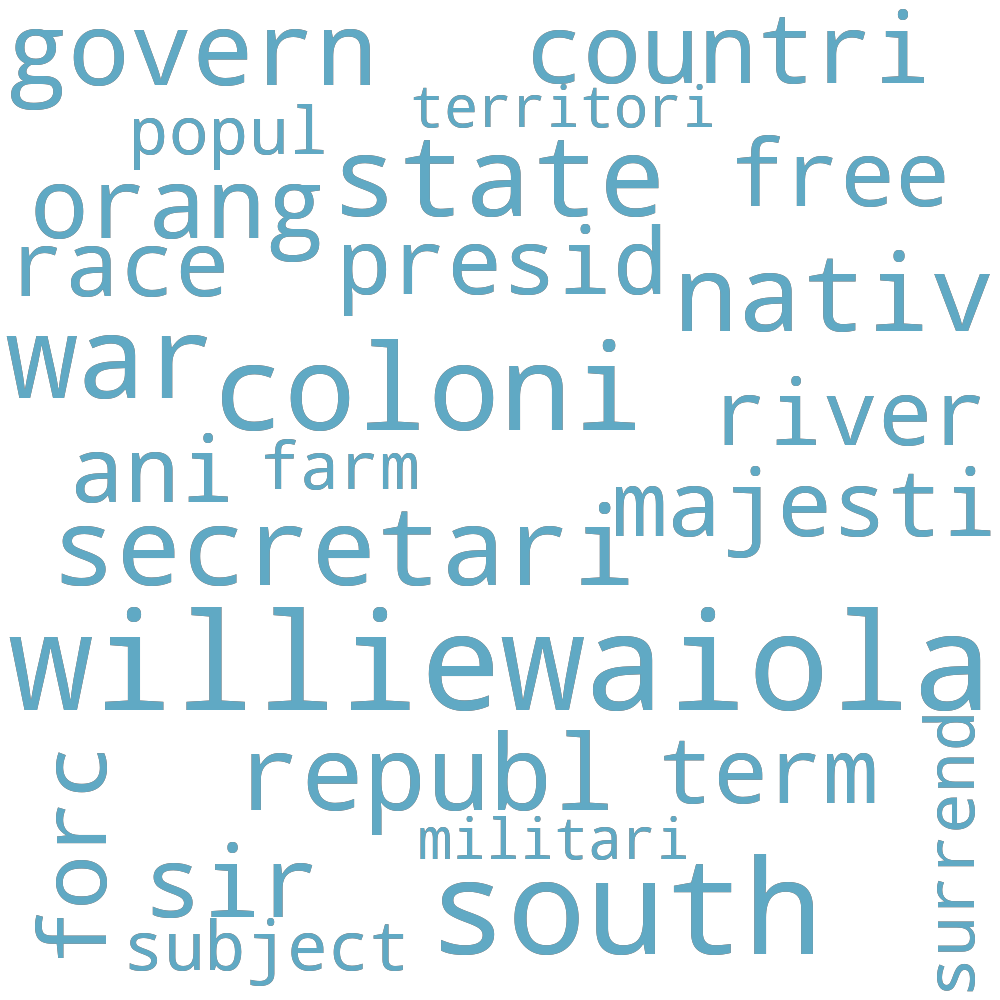 govern countri
popul territori
orang state free
race presid nativ
war coloni river
ani farm majesti
secretari
williewaiola
republ term surrend
forc militari
sir south
subject